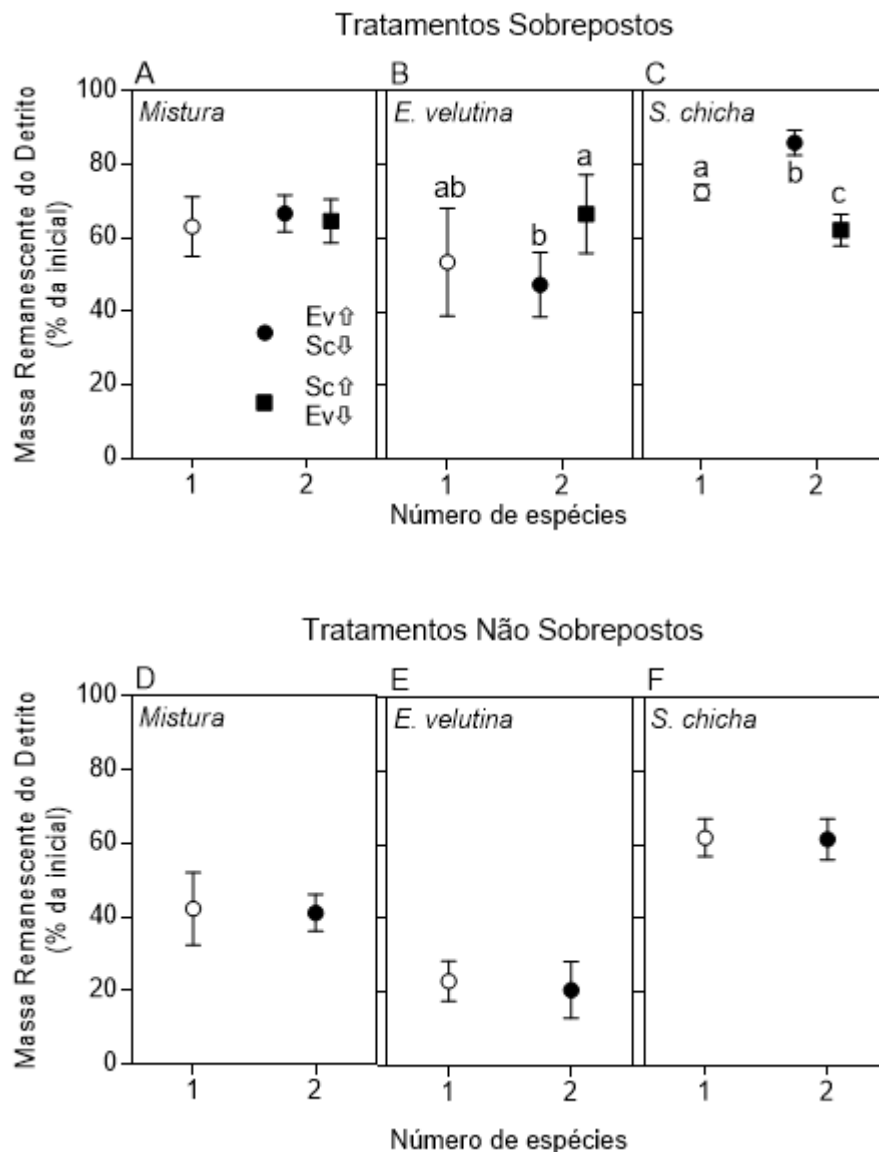 Tratamentos Sobrepostos
A B C
Mistura E. velutina S. chicha
Massa Remanescente do Detrito
(% da inicial)
100
80
60
40
20
0
ab b a
a b c
Ev⇧
Sc⇩
Sc⇧
Ev⇩
1 2 1 2 1 2
Número de espécies
Tratamentos Não Sobrepostos
D E F
Mistura E. velutina S. chicha
Massa Remanescente do Detrito
(% da inicial)
100
80
60
40
20
0
1 2 1 2 1 2
Número de espécies